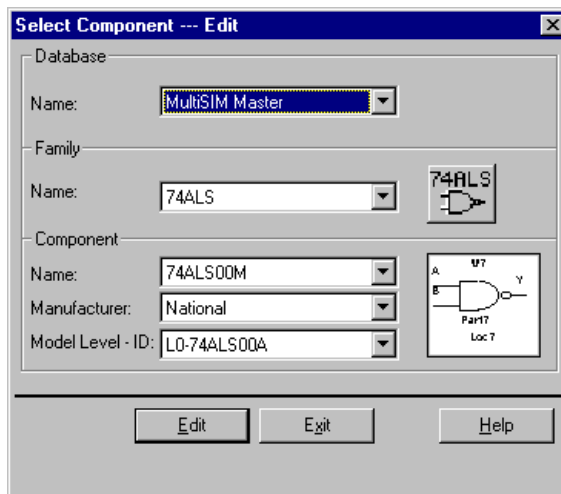 Select Component --- Edit
Database
Name: MultiSIM Master
Family
Name: 74ALS
74ALS
Component
Name: 74ALS00M
Manufacturer: National
Model Level - ID: L0-74ALS00A
U?
A
B
Y
Part?
Loc?
Edit Exit Help